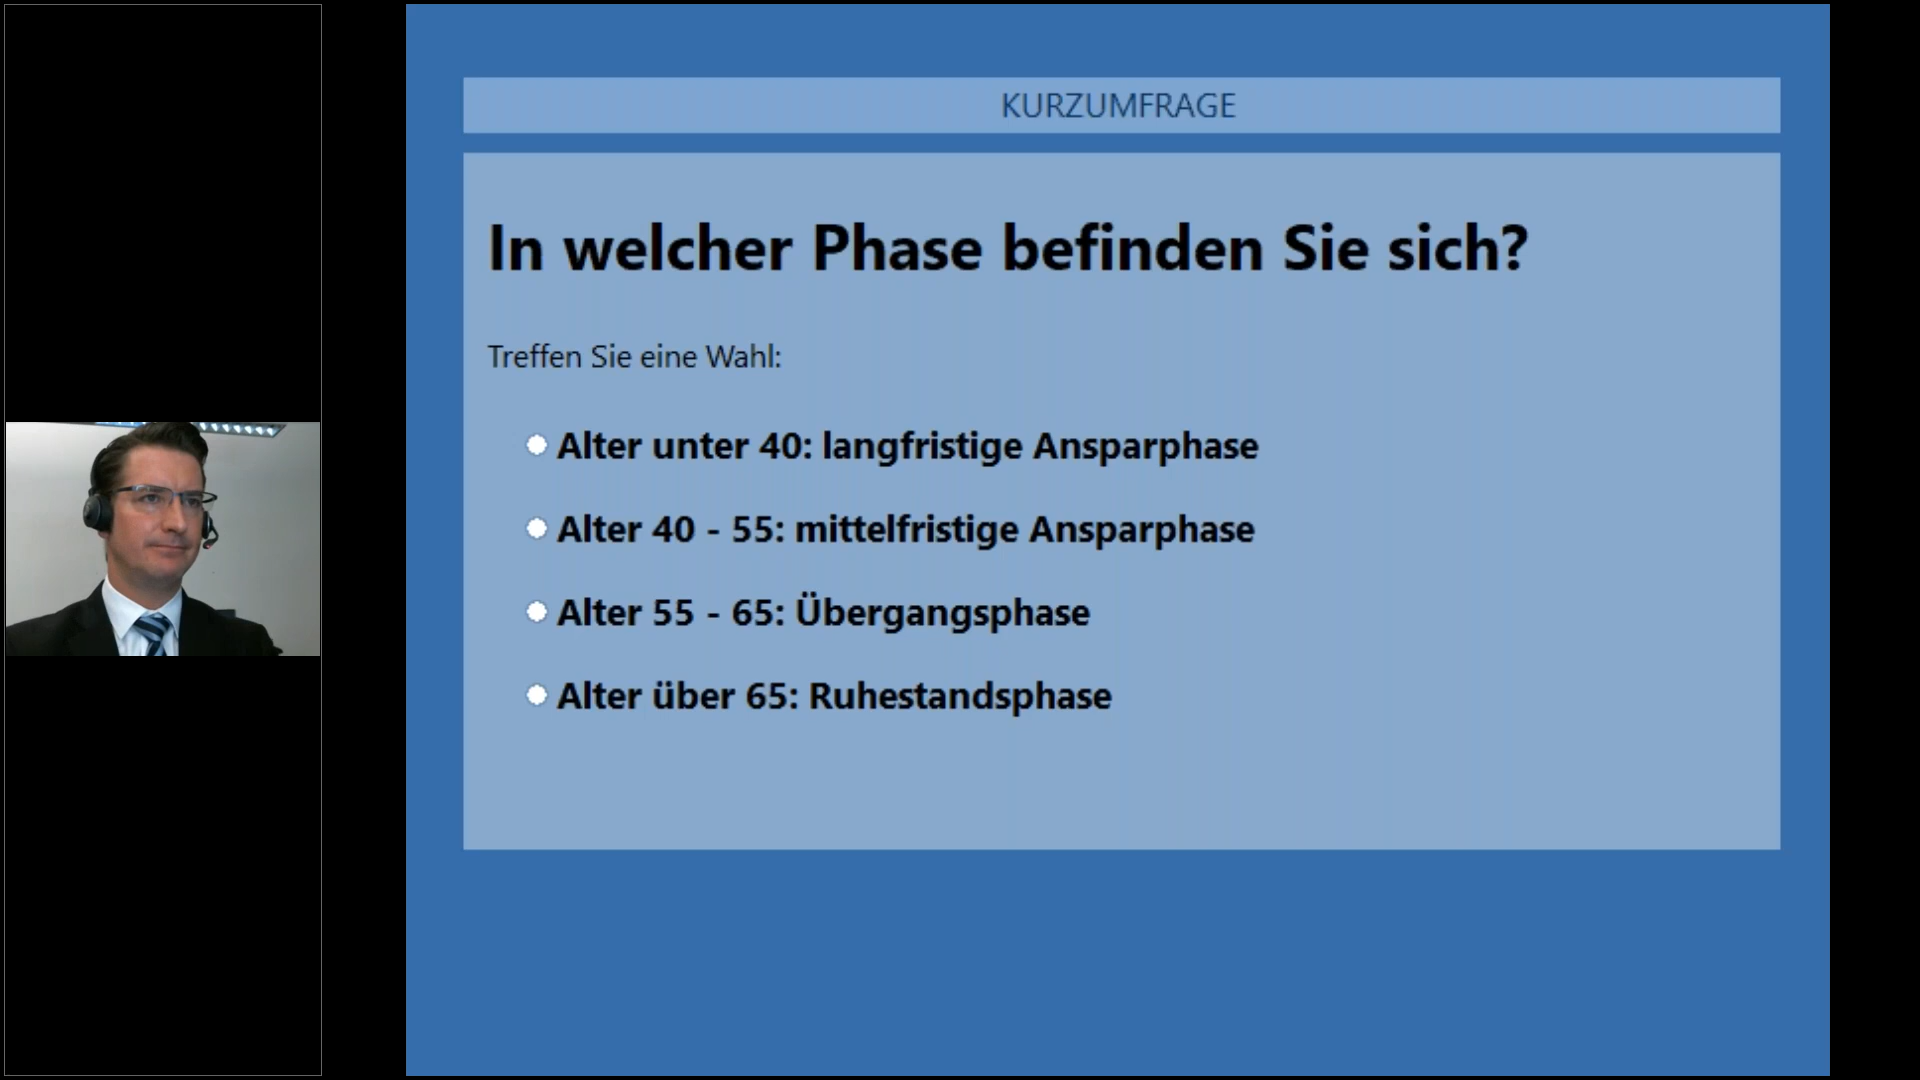 KURZUMFRAGE
In welcher Phase befinden Sie sich?
Treffen Sie eine Wahl:
Alter unter 40: langfristige Ansparphase
Alter 40 - 55: mittelfristige Ansparphase
Alter 55 - 65: Übergangsphase
Alter über 65: Ruhestandsphase